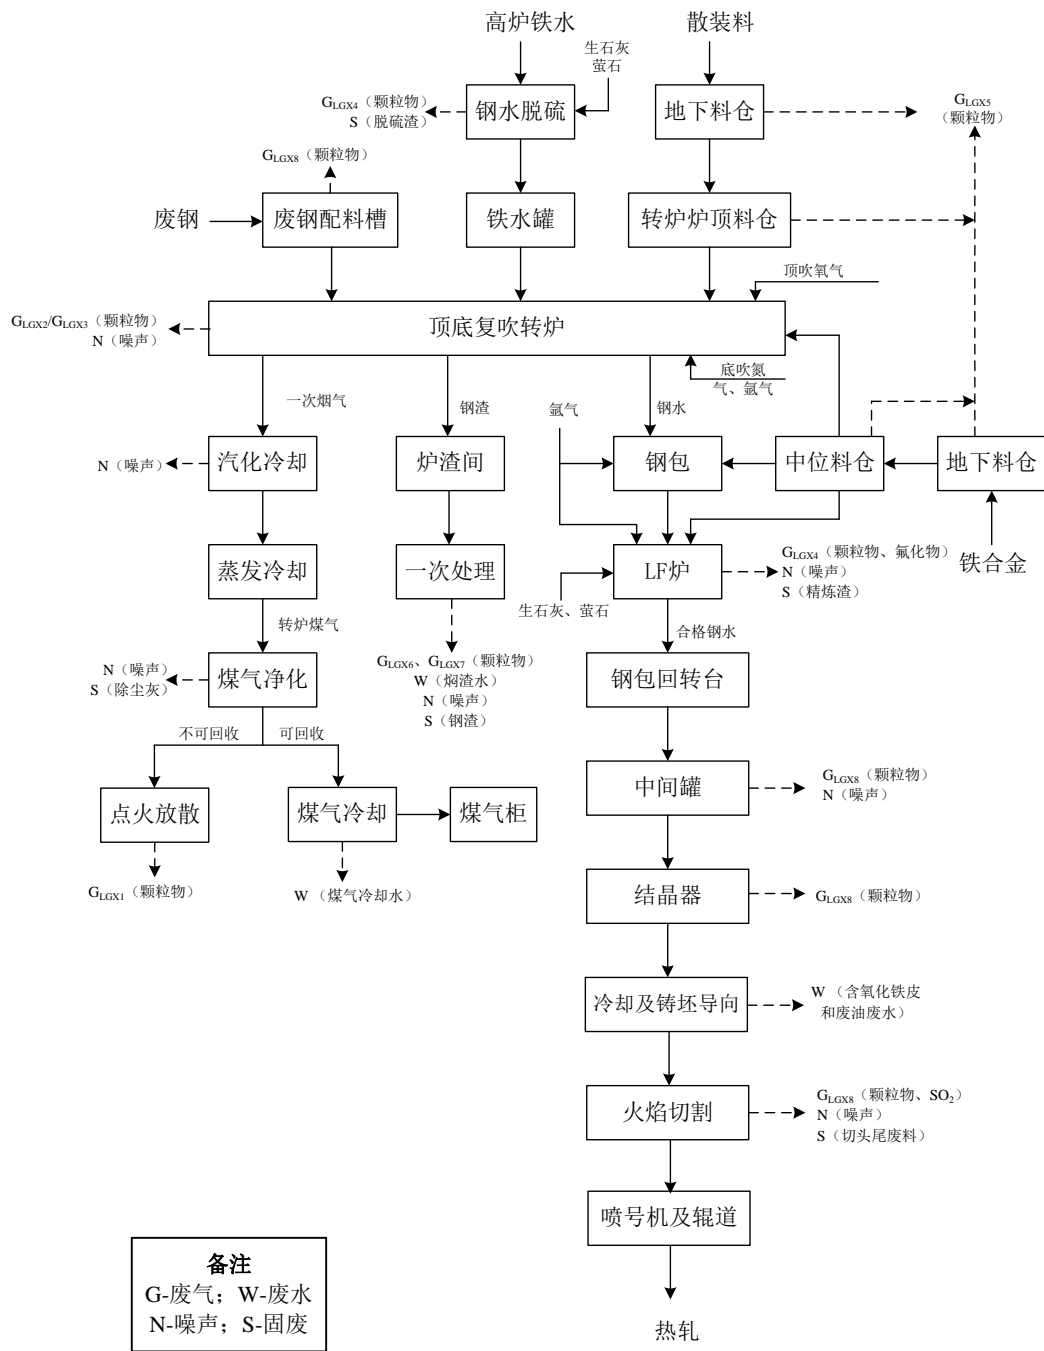 高炉铁水
散装料
生石灰
萤石
GLGX4（颗粒物）
S（脱硫渣）
钢水脱硫
地下料仓
GLGX5
（颗粒物）
GLGX8（颗粒物）
废钢
废钢配料槽
铁水罐
转炉炉顶料仓
顶吹氧气
GLGX2/GLGX3（颗粒物）
N（噪声）
顶底复吹转炉
底吹氮
气、氩气
一次烟气
钢渣
钢水
氩气
N（噪声）
汽化冷却
炉渣间
钢包
中位料仓
地下料仓
蒸发冷却
一次处理
LF炉
GLGX4（颗粒物、氟化物）
N（噪声）
S（精炼渣）
铁合金
生石灰、萤石
转炉煤气
合格钢水
N（噪声）
S（除尘灰）
煤气净化
GLGX6、GLGX7（颗粒物）
W（焖渣水）
N（噪声）
S（钢渣）
钢包回转台
不可回收
可回收
点火放散
煤气冷却
煤气柜
中间罐
GLGX8（颗粒物）
N（噪声）
GLGX1（颗粒物）
W（煤气冷却水）
结晶器
GLGX8（颗粒物）
冷却及铸坯导向
W （含氧化铁皮
和废油废水）
火焰切割
GLGX8（颗粒物、SO2）
N（噪声）
S（切头尾废料）
喷号机及辊道
热轧
备注
G-废气；W-废水
N-噪声；S-固废